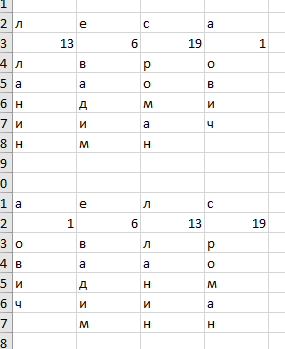 1
2 л е с а
3 13 6 19 1
4 л в р о
5 а а о в
6 н д м и
7 и и а ч
8 н м н
9
0
1 а е л с
2 1 6 13 19
3 о в л р
4 в а а о
5 и д н м
6 ч и и а
7 м н н
8